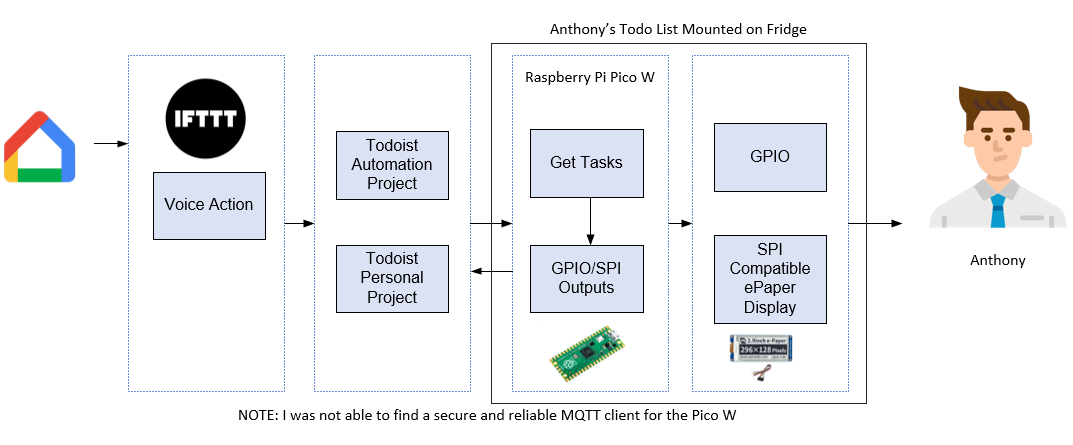 Anthony’s Todo List Mounted on Fridge
IFTTT
Voice Action
Todoist
Automation
Project
Todoist
Personal
Project
Raspberry Pi Pico W
Get Tasks
GPIO/SPI
Outputs
GPIO
SPI
Compatible
ePaper
Display
2.9inch e-Paper
296×128 Pixels
Anthony
NOTE: I was not able to find a secure and reliable MQTT client for the Pico W